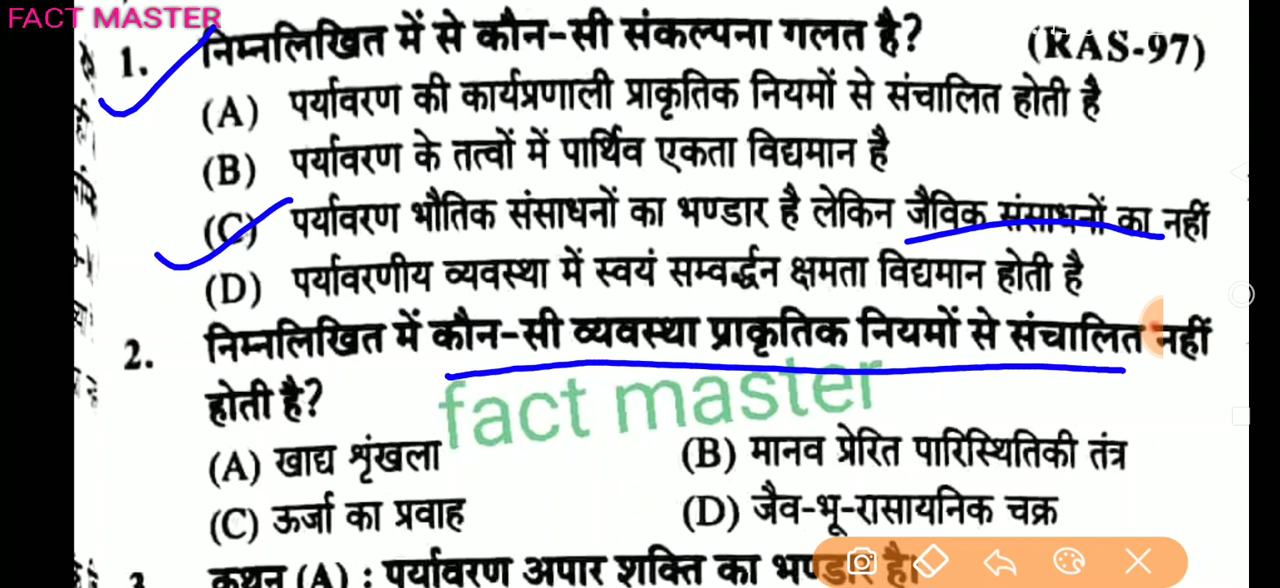 FACT MASTER
1. निम्नलिखित में से कौन-सी संकल्पना गलत है? (RAS-97)
(A) पर्यावरण की कार्यप्रणाली प्राकृतिक नियमों से संचालित होती है
(B) पर्यावरण के तत्वों में पार्थिव एकता विद्यमान है
(C) पर्यावरण भौतिक संसाधनों का भण्डार है लेकिन जैविक संसाधनों का नहीं
(D) पर्यावरणीय व्यवस्था में स्वयं सम्वर्द्धन क्षमता विद्यमान होती है
2. निम्नलिखित में कौन-सी व्यवस्था प्राकृतिक नियमों से संचालित नहीं
होती है?
fact master
(A) खाद्य शृंखला (B) मानव प्रेरित पारिस्थितिकी तंत्र
(C) ऊर्जा का प्रवाह (D) जैव-भू-रासायनिक चक्र
3. कथन (A) : पर्यावरण अपार शक्ति का भण्डार है।